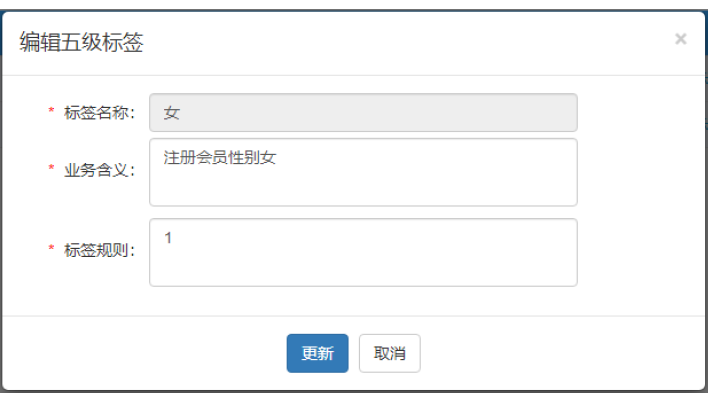 编辑五级标签
×
* 标签名称: 女
* 业务含义: 注册会员性别女
* 标签规则: 1
更新 取消